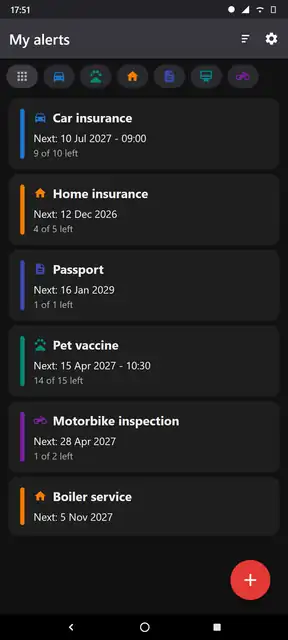 17:51
My alerts
Car insurance
Next: 10 Jul 2027 - 09:00
9 of 10 left
Home insurance
Next: 12 Dec 2026
4 of 5 left
Passport
Next: 16 Jan 2029
1 of 1 left
Pet vaccine
Next: 15 Apr 2027 - 10:30
14 of 15 left
Motorbike inspection
Next: 28 Apr 2027
1 of 2 left
Boiler service
Next: 5 Nov 2027